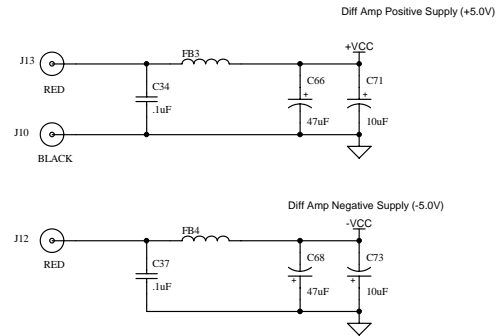 Diff Amp Positive Supply (+5.0V)
+VCC
J13
FB3
RED
C34
.1uF
C66
+
47uF
C71
+
10uF
J10
BLACK
Diff Amp Negative Supply (-5.0V)
-VCC
J12
FB4
RED
C37
.1uF
C68
+
47uF
C73
+
10uF